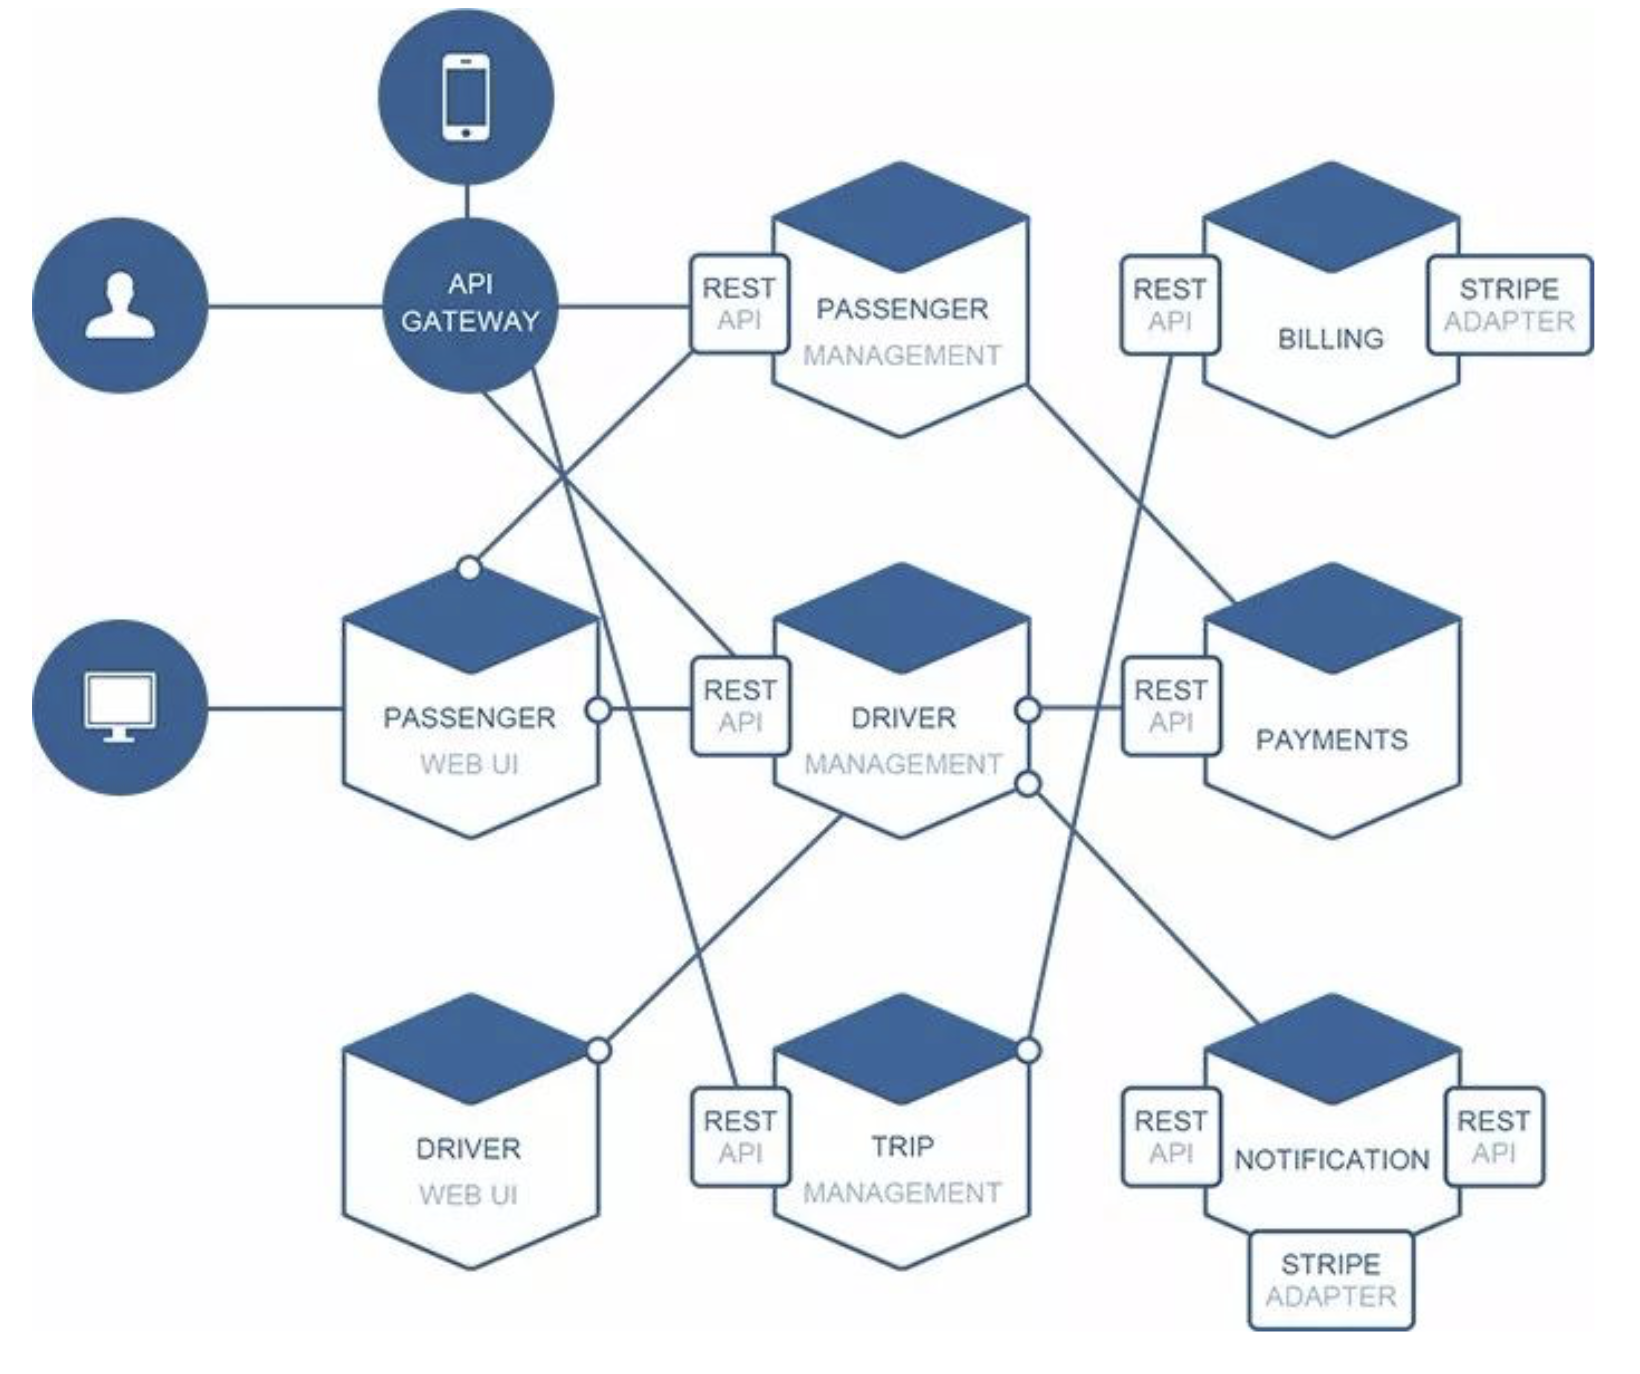 API
GATEWAY
REST
API
PASSENGER
MANAGEMENT
REST
API
BILLING
STRIPE
ADAPTER
PASSENGER
WEB UI
REST
API
DRIVER
MANAGEMENT
REST
API
PAYMENTS
DRIVER
WEB UI
REST
API
TRIP
MANAGEMENT
REST
API
NOTIFICATION
REST
API
STRIPE
ADAPTER